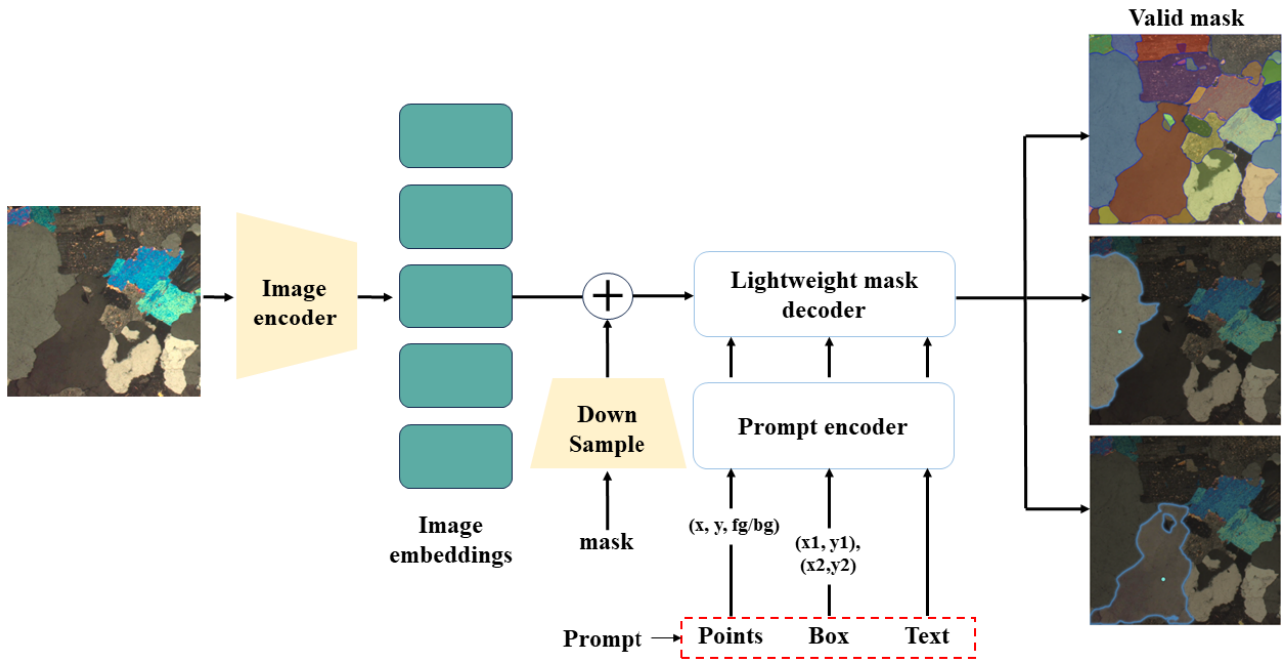 Valid mask
Image
encoder
Image
embeddings
Down
Sample
mask
Lightweight mask
decoder
Prompt encoder
(x, y, fg/bg)
(x1, y1),
(x2,y2)
Prompt
Points
Box
Text